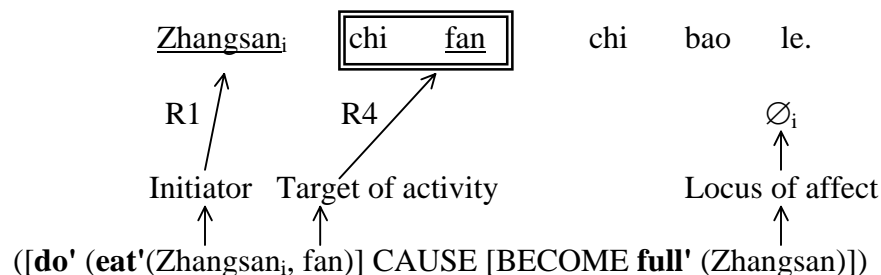 Zhangsanᵢ chi fan chi bao le.
R1 R4 ∅ᵢ
Initiator Target of activity Locus of affect
([do' (eat'(Zhangsanᵢ, fan)] CAUSE [BECOME full' (Zhangsan)])